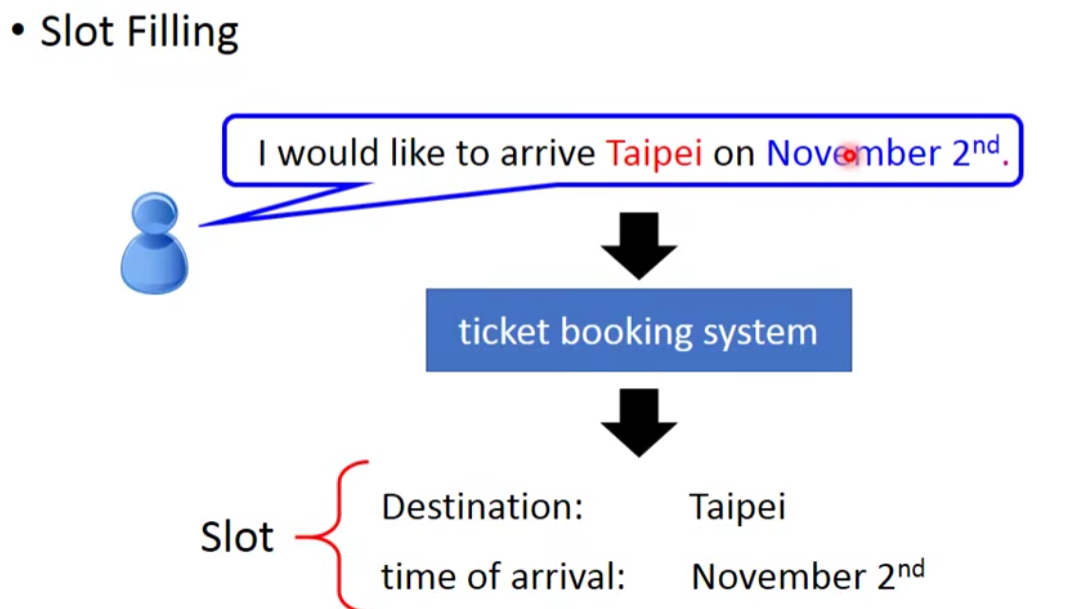 • Slot Filling
I would like to arrive Taipei on November 2nd.
ticket booking system
Slot
Destination: Taipei
time of arrival: November 2nd